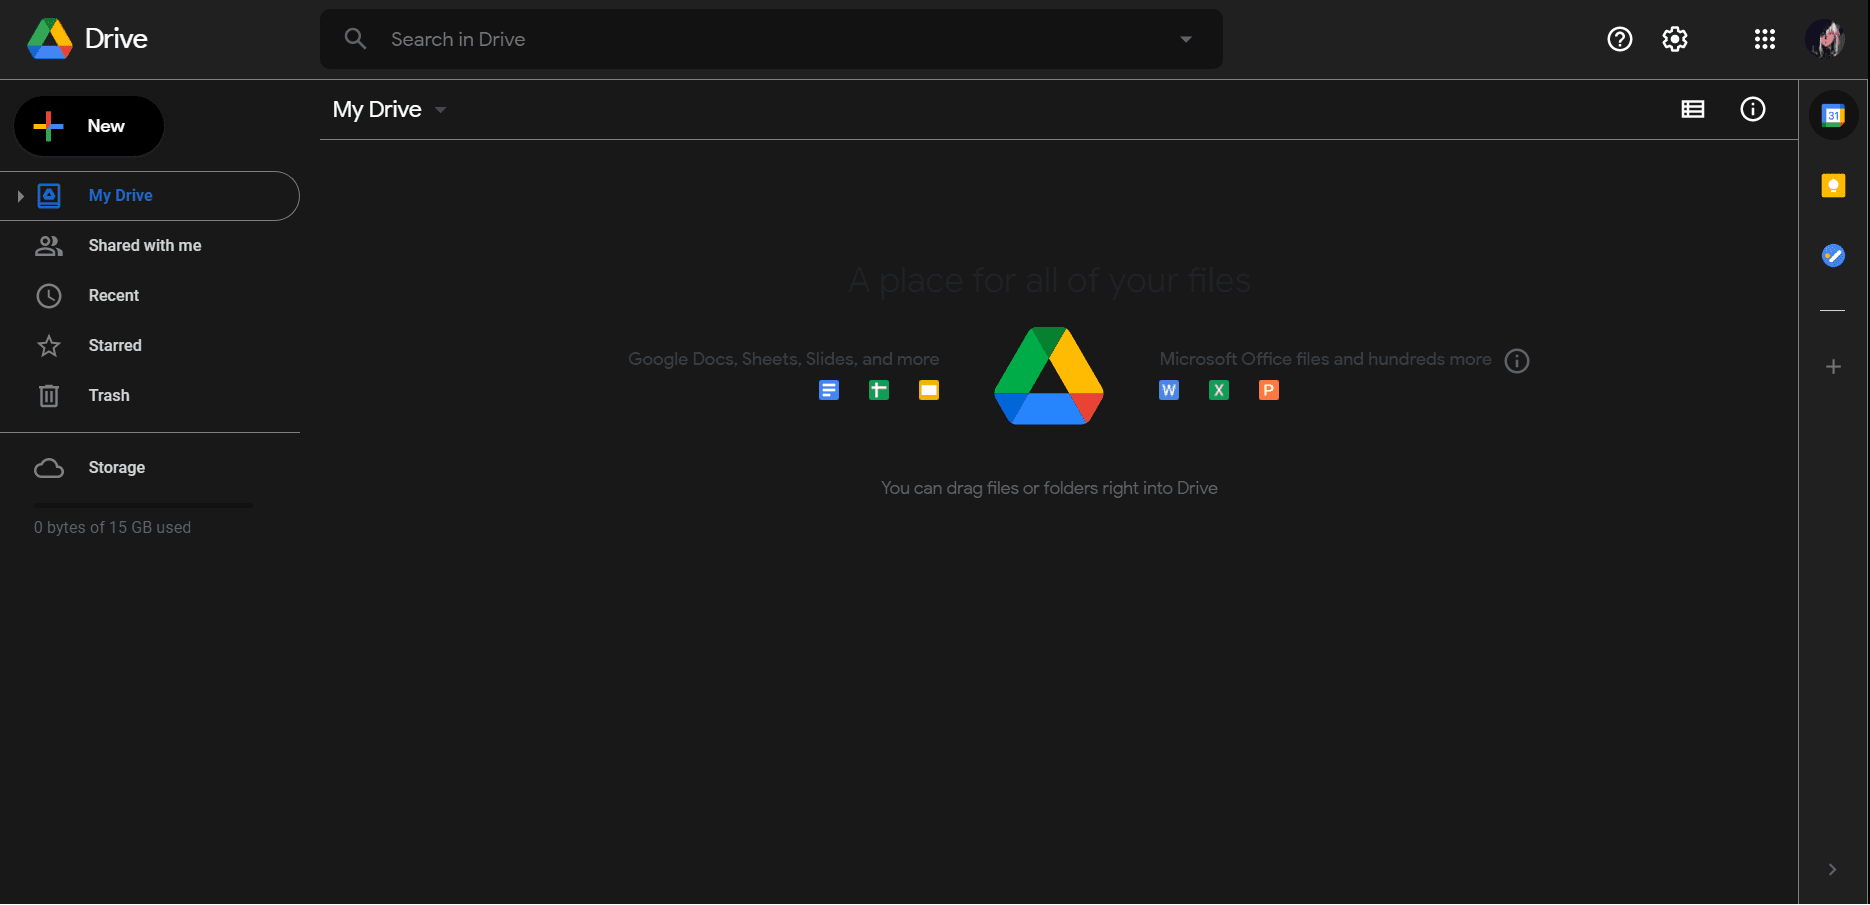 Drive
Search in Drive
New
My Drive
31
My Drive
Shared with me
Recent
Starred
Trash
Storage
0 bytes of 15 GB used
A place for all of your files
Google Docs, Sheets, Slides, and more
Microsoft Office files and hundreds more
W X P
You can drag files or folders right into Drive